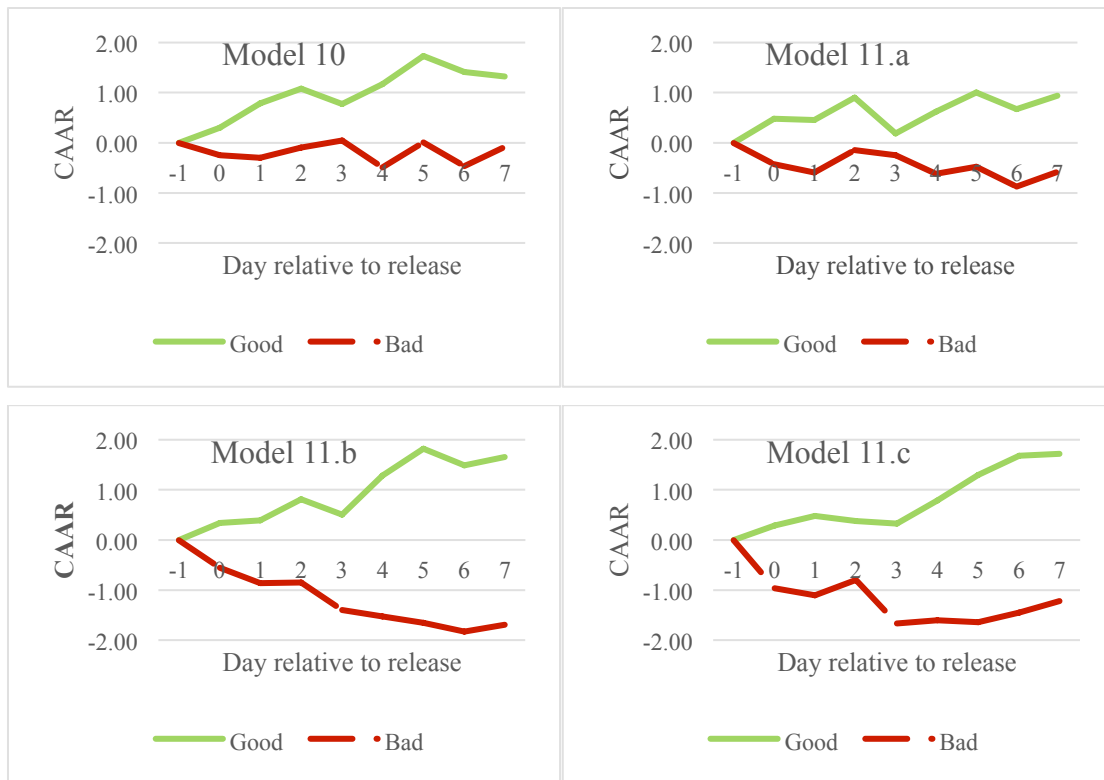 Model 10
2.00
1.00
0.00
-1.00
-2.00
CAAR
-1 0 1 2 3 4 5 6 7
Day relative to release
Good Bad
Model 11.a
2.00
1.00
0.00
-1.00
-2.00
CAAR
-1 0 1 2 3 4 5 6 7
Day relative to release
Good Bad
Model 11.b
2.00
1.00
0.00
-1.00
-2.00
CAAR
-1 0 1 2 3 4 5 6 7
Day relative to release
Good Bad
Model 11.c
2.00
1.00
0.00
-1.00
-2.00
CAAR
-1 0 1 2 3 4 5 6 7
Day relative to release
Good Bad